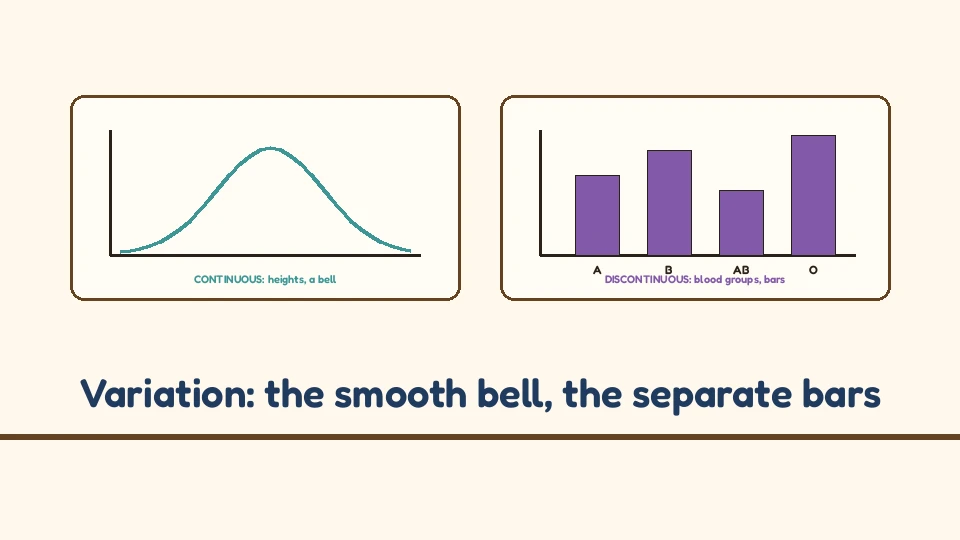 CONTINUOUS: heights, a bell
A B AB O
DISCONTINUOUS: blood groups, bars
Variation: the smooth bell, the separate bars